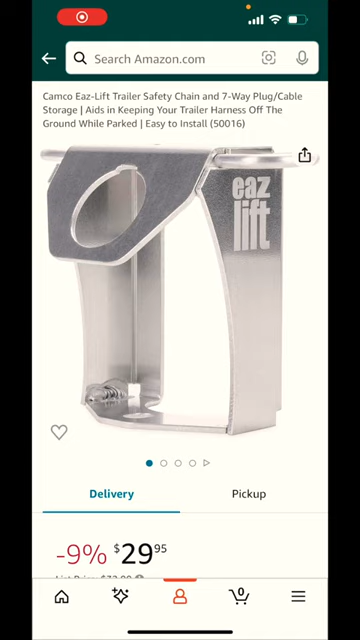 Search Amazon.com
Camco Eaz-Lift Trailer Safety Chain and 7-Way Plug/Cable
Storage | Aids in Keeping Your Trailer Harness Off The
Ground While Parked | Easy to Install (50016)
eaz
lift
Delivery
Pickup
-9% $29 95
List Price:
0